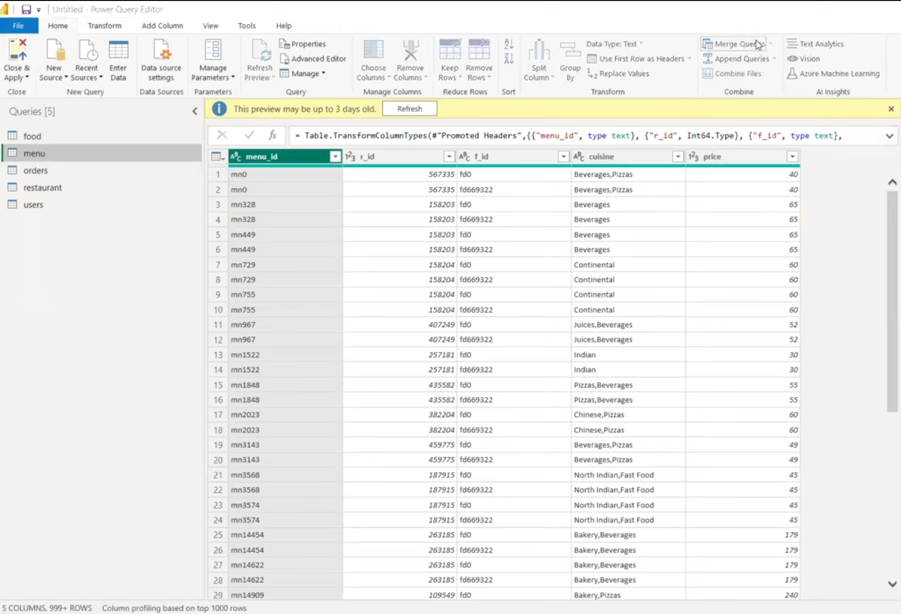 Untitled - Power Query Editor
File Home Transform Add Column View Tools Help
Close & Apply New Source Recent Sources Enter Data Data source settings Manage Parameters Refresh Preview Properties Advanced Editor Manage Choose Columns Remove Columns Keep Rows Remove Rows Split Column Group By Data Type: Text Use First Row as Headers Replace Values Merge Append Queries Combine Files Text Analytics Vision Azure Machine Learning
Close New Query Data Sources Parameters Query Manage Columns Reduce Rows Sort Transform Combine AI Insights
Queries [5]
This preview may be up to 3 days old. Refresh
food
menu
orders
restaurant
users
fx = Table.TransformColumnTypes(#"Promoted Headers",{{"menu_id", type text}, {"r_id", Int64.Type}, {"f_id", type text},
menu_id r_id f_id cuisine price
1 mn0 567335 fd0 Beverages,Pizzas 40
2 mn0 567335 fd669322 Beverages,Pizzas 40
3 mn328 158203 fd0 Beverages 65
4 mn328 158203 fd669322 Beverages 65
5 mn449 158203 fd0 Beverages 65
6 mn449 158203 fd669322 Beverages 65
7 mn729 158204 fd0 Continental 60
8 mn729 158204 fd669322 Continental 60
9 mn755 158204 fd0 Continental 60
10 mn755 158204 fd669322 Continental 60
11 mn967 407249 fd0 Juices,Beverages 52
12 mn967 407249 fd669322 Juices,Beverages 52
13 mn1522 257181 fd0 Indian 30
14 mn1522 257181 fd669322 Indian 30
15 mn1848 435582 fd0 Pizzas,Beverages 55
16 mn1848 435582 fd669322 Pizzas,Beverages 55
17 mn2023 382204 fd0 Chinese,Pizzas 60
18 mn2023 382204 fd669322 Chinese,Pizzas 60
19 mn3143 459775 fd0 Beverages,Pizzas 49
20 mn3143 459775 fd669322 Beverages,Pizzas 49
21 mn3568 187915 fd0 North Indian,Fast Food 45
22 mn3568 187915 fd669322 North Indian,Fast Food 45
23 mn3574 187915 fd0 North Indian,Fast Food 45
24 mn3574 187915 fd669322 North Indian,Fast Food 45
25 mn14454 263185 fd0 Bakery,Beverages 179
26 mn14454 263185 fd669322 Bakery,Beverages 179
27 mn14622 263185 fd0 Bakery,Beverages 179
28 mn14622 263185 fd669322 Bakery,Beverages 179
29 mn14909 109549 fd0 Bakery,Pizzas 240
5 COLUMNS, 999+ ROWS Column profiling based on top 1000 rows